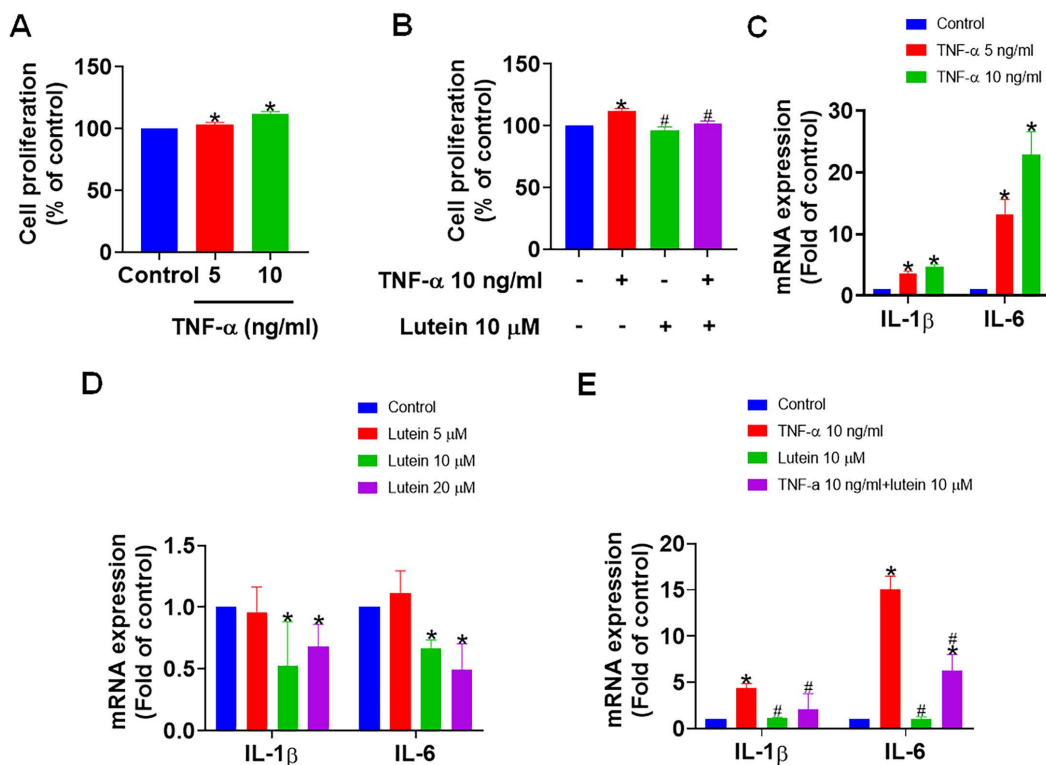 A
Cell proliferation
(% of control)
150
100
50
0
*
*
Control 5 10
TNF-α (ng/ml)
B
Cell proliferation
(% of control)
150
100
50
0
*
#
#
TNF-α 10 ng/ml - + - +
Lutein 10 μM - - + +
C
Control
TNF-α 5 ng/ml
TNF-α 10 ng/ml
mRNA expression
(Fold of control)
30
20
10
0
* *
* *
IL-1β IL-6
D
Control
Lutein 5 μM
Lutein 10 μM
Lutein 20 μM
mRNA expression
(Fold of control)
1.5
1.0
0.5
0.0
* *
* *
IL-1β IL-6
E
Control
TNF-α 10 ng/ml
Lutein 10 μM
TNF-a 10 ng/ml+lutein 10 μM
mRNA expression
(Fold of control)
20
15
10
5
0
* # #
* # #
*
IL-1β IL-6